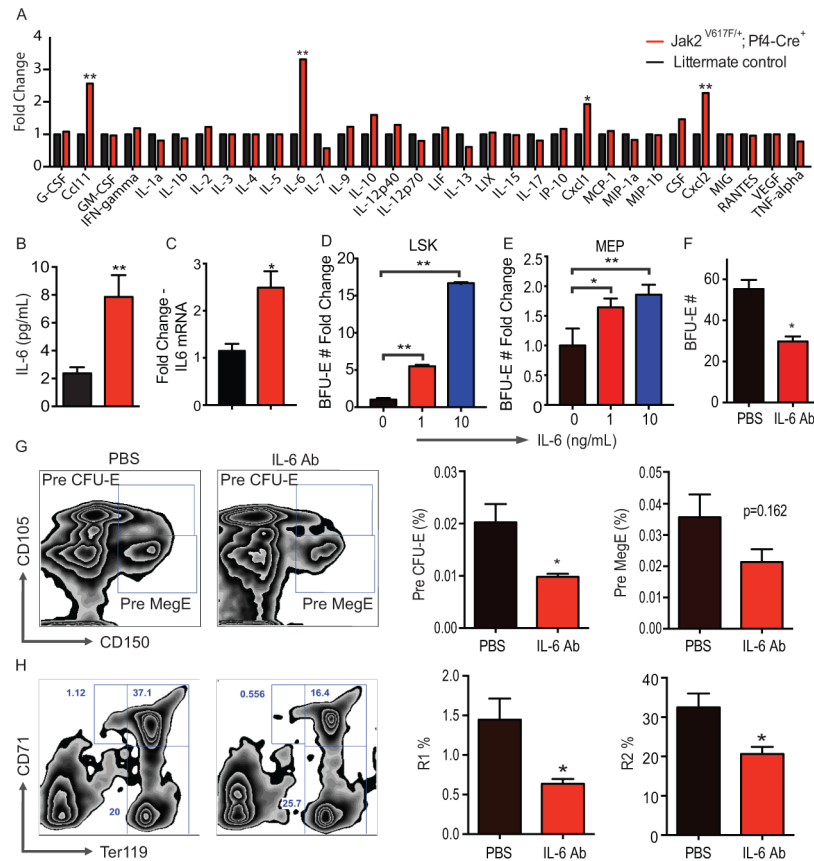 A
Jak2 V617F/+; Pf4-Cre+
Littermate control
Fold Change
4
3
2
1
0
**
**
*
**
G-CSF
Ccl11
GM-CSF
IFN-gamma
IL-1a
IL-1b
IL-2
IL-3
IL-4
IL-5
IL-6
IL-7
IL-9
IL-10
IL-12p40
IL-12p70
LIF
IL-13
LIX
IL-15
IL-17
IP-10
Cxcl1
MCP-1
MIP-1a
MIP-1b
CSF
Cxcl2
MIG
RANTES
VEGF
TNF-alpha
B
IL-6 (pg/mL)
10
8
6
4
2
0
**
C
Fold Change -
IL6 mRNA
3
2
1
0
*
D
LSK
BFU-E # Fold Change
20
15
10
5
0
**
**
0
1
10
E
MEP
BFU-E # Fold Change
2.5
2.0
1.5
1.0
0.5
0.0
**
*
0
1
10
IL-6 (ng/mL)
F
BFU-E #
60
40
20
0
*
PBS
IL-6 Ab
G
PBS
IL-6 Ab
Pre CFU-E
Pre CFU-E
Pre MegE
Pre MegE
CD105
CD150
Pre CFU-E (%)
0.03
0.02
0.01
0.00
*
PBS
IL-6 Ab
Pre MegE (%)
0.05
0.04
0.03
0.02
0.01
0.00
p=0.162
PBS
IL-6 Ab
H
1.12
37.1
20
0.556
16.4
25.7
CD71
Ter119
R1 %
2.0
1.5
1.0
0.5
0.0
*
PBS
IL-6 Ab
R2 %
40
30
20
10
0
*
PBS
IL-6 Ab